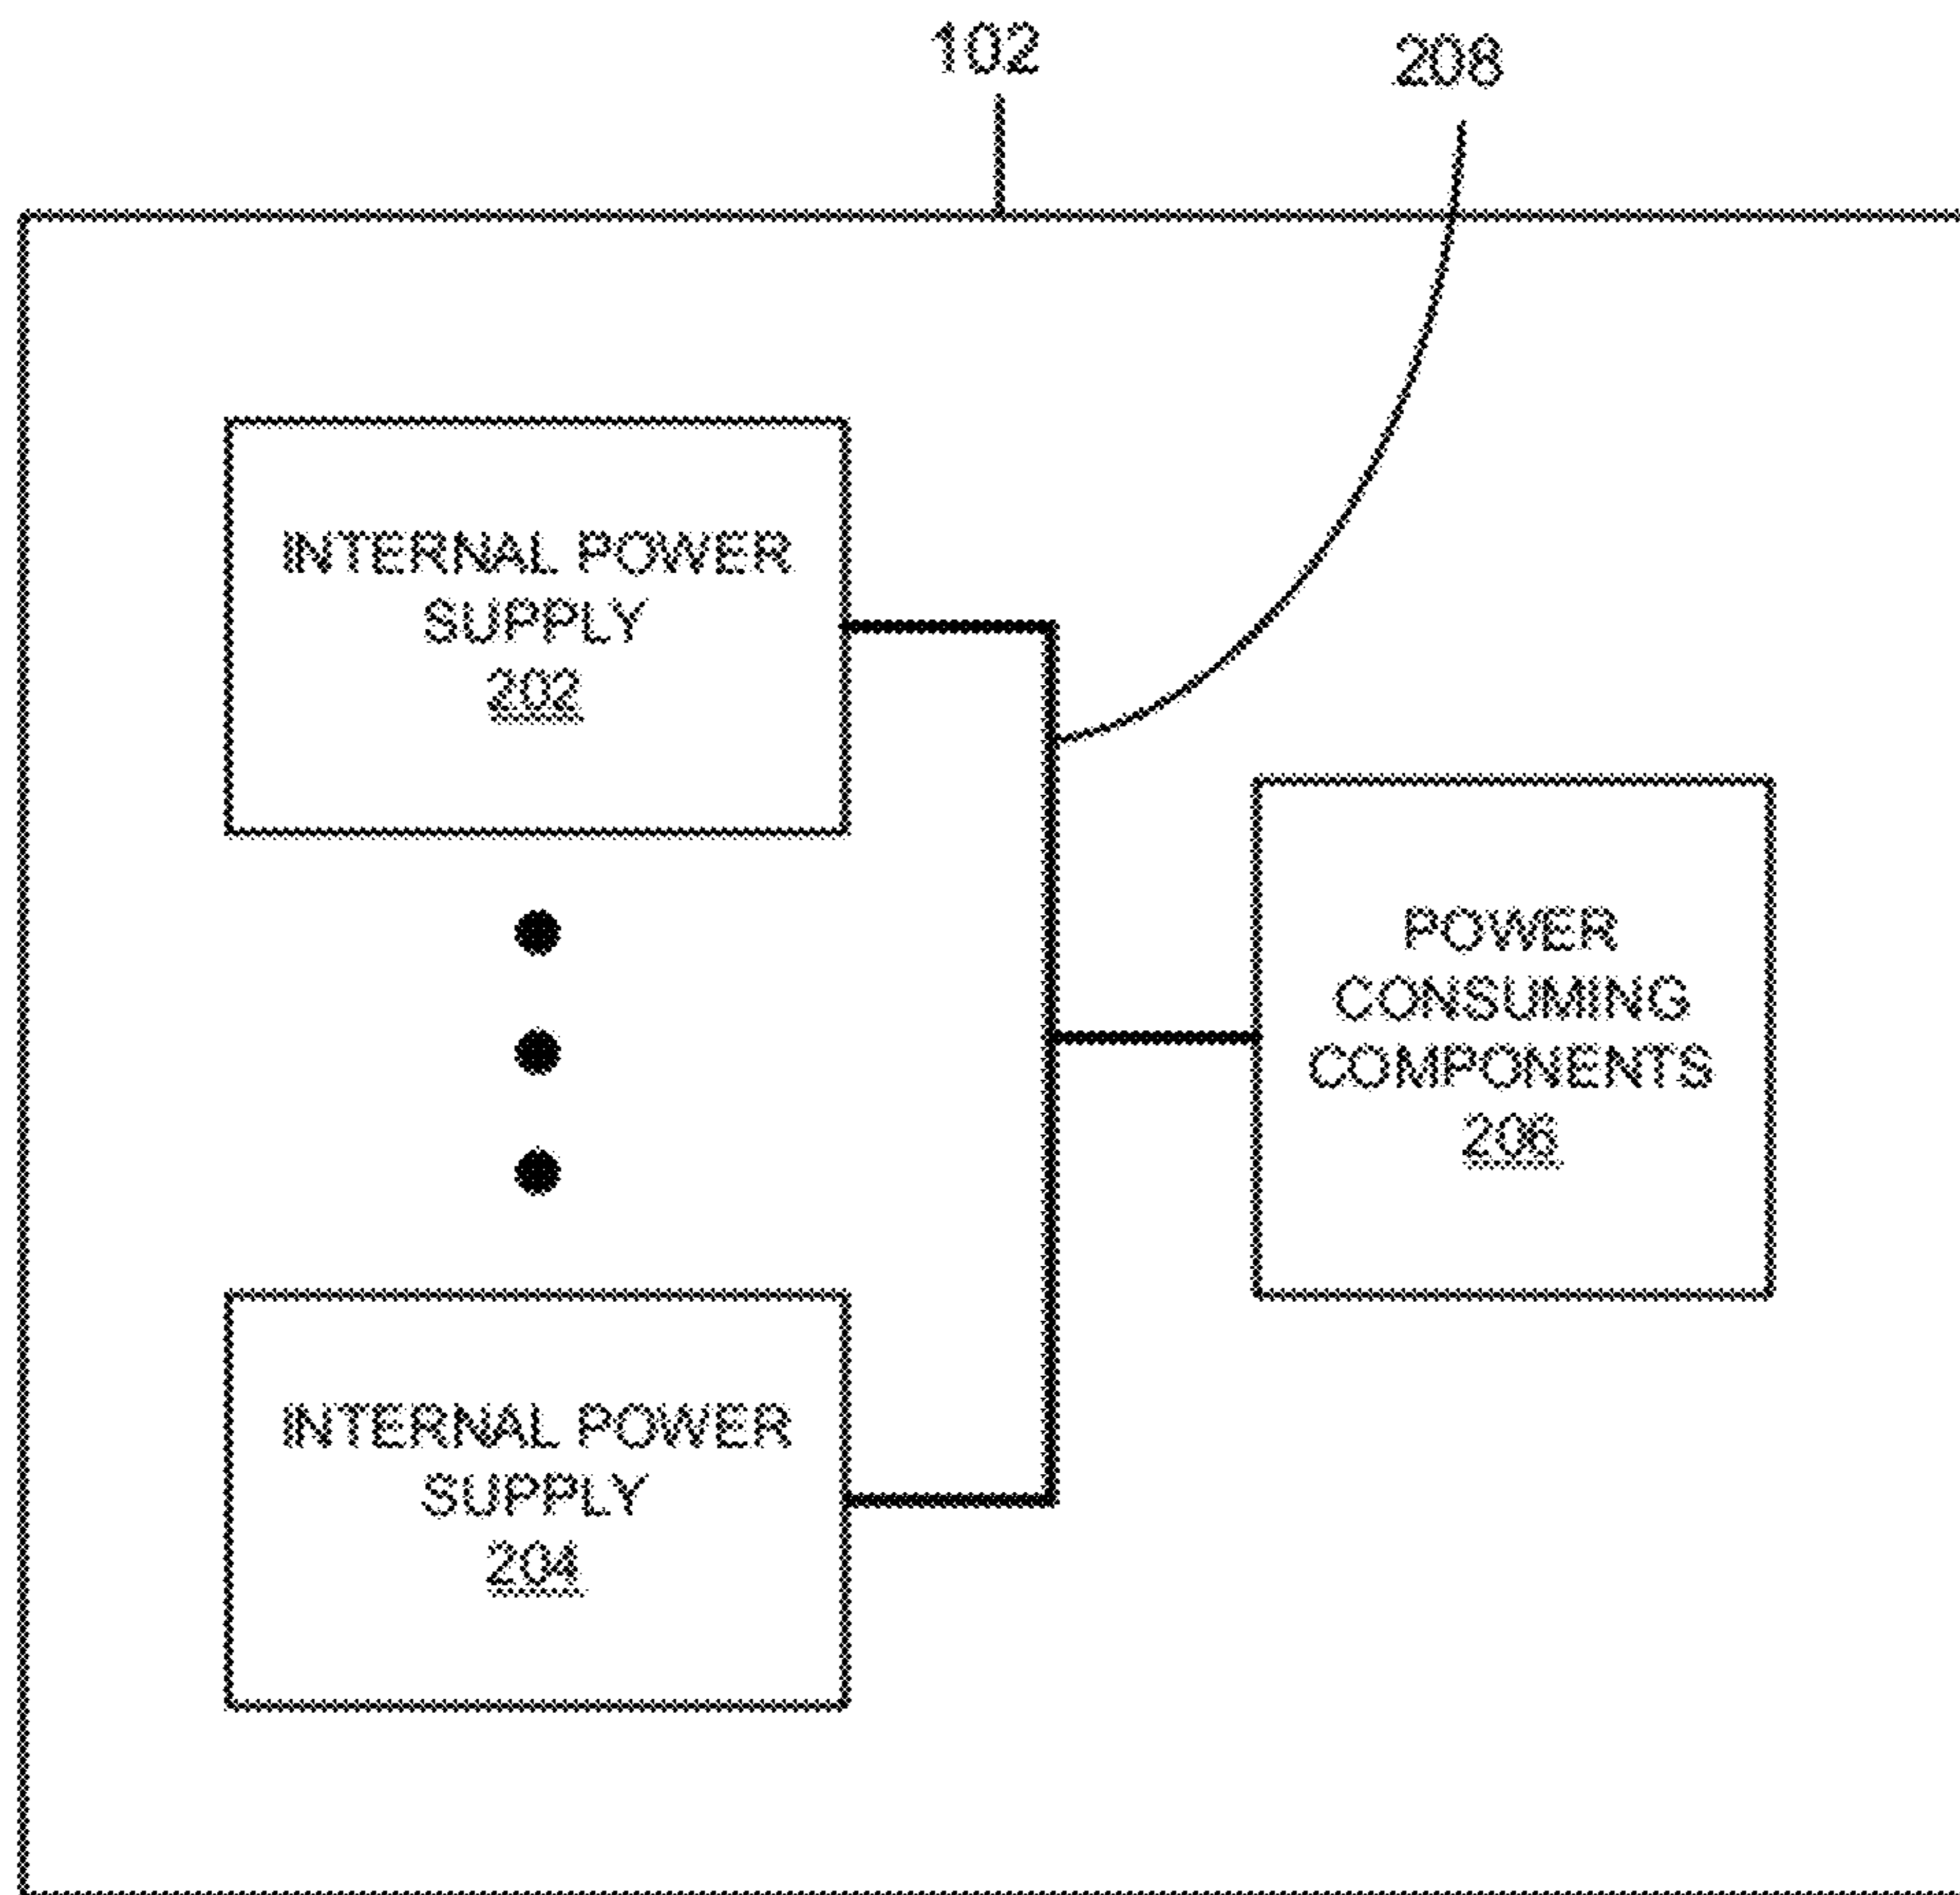 102
208
INTERNAL POWER
SUPPLY
202
POWER
CONSUMING
COMPONENTS
206
INTERNAL POWER
SUPPLY
204